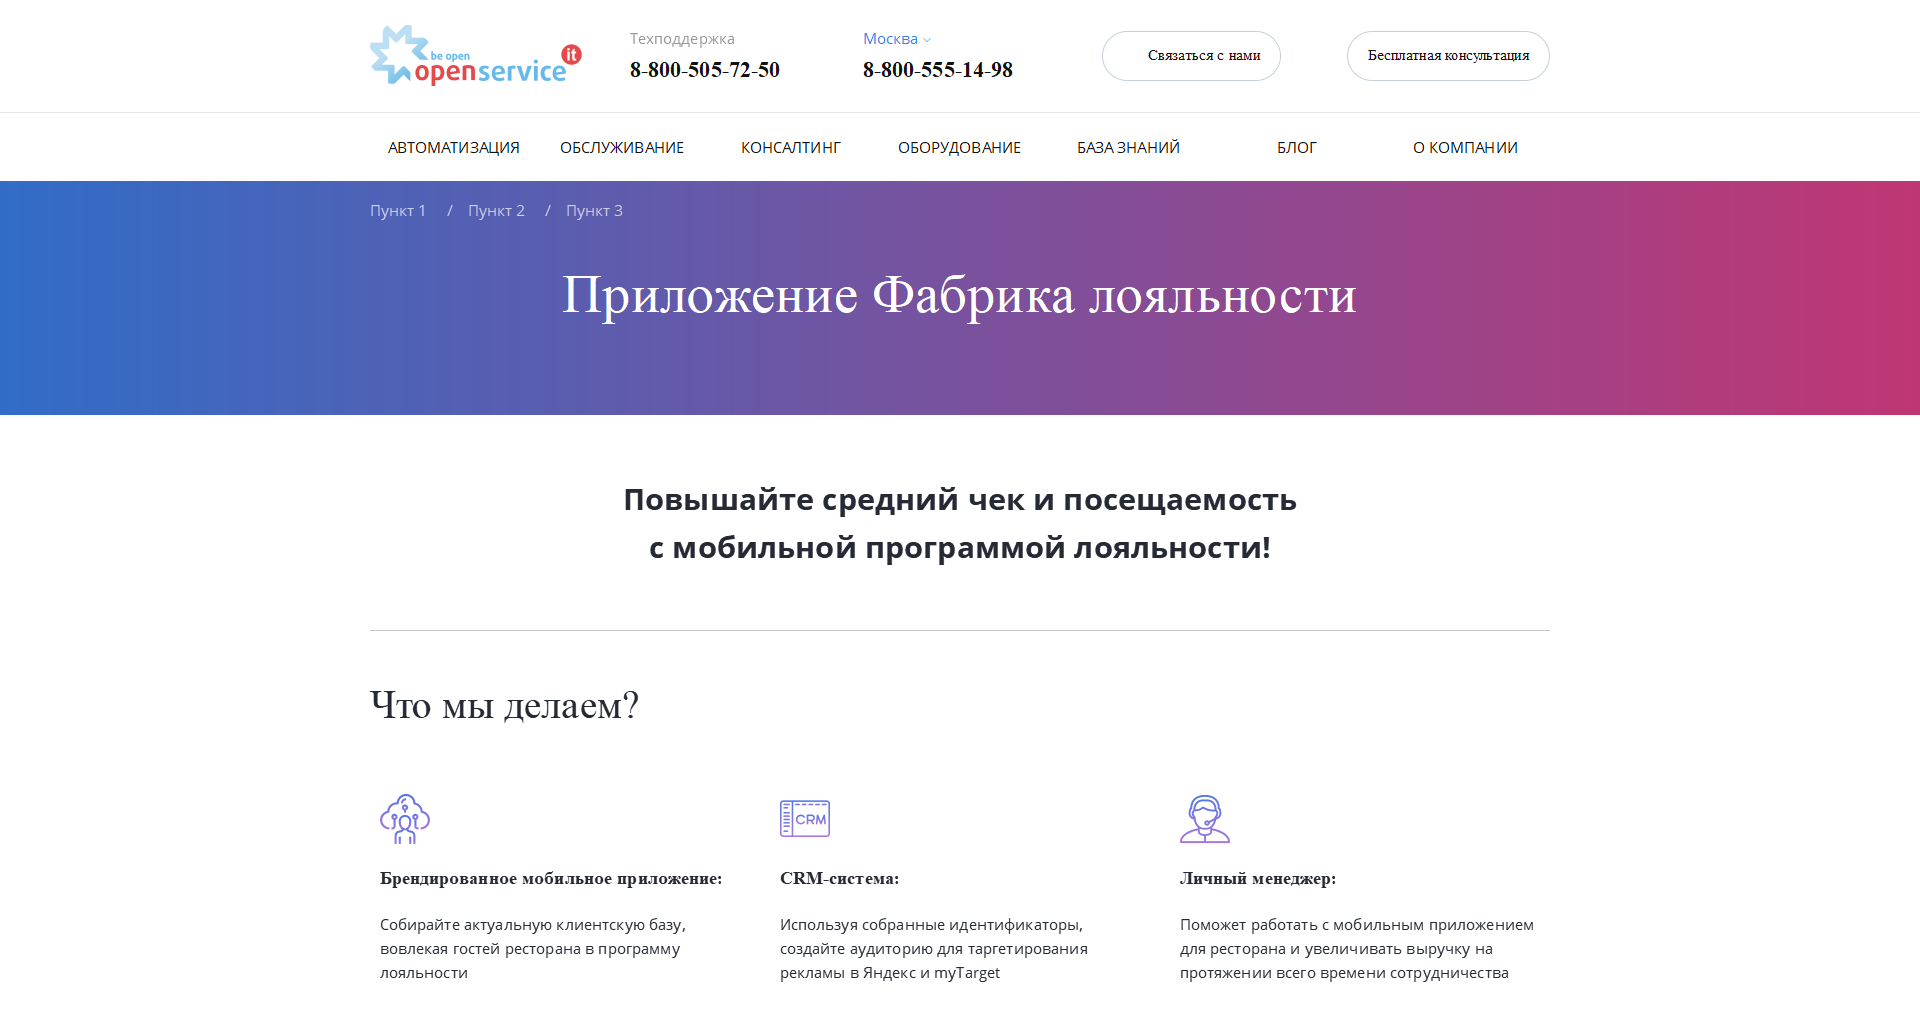 be open
openservice it
Техподдержка
8-800-505-72-50
Москва
8-800-555-14-98
Связаться с нами
Бесплатная консультация
АВТОМАТИЗАЦИЯ ОБСЛУЖИВАНИЕ КОНСАЛТИНГ ОБОРУДОВАНИЕ БАЗА ЗНАНИЙ БЛОГ О КОМПАНИИ
Пункт 1 / Пункт 2 / Пункт 3
Приложение Фабрика лояльности
Повышайте средний чек и посещаемость
с мобильной программой лояльности!
Что мы делаем?
Брендированное мобильное приложение:
Собирайте актуальную клиентскую базу,
вовлекая гостей ресторана в программу
лояльности
CRM
CRM-система:
Используя собранные идентификаторы,
создайте аудиторию для таргетирования
рекламы в Яндекс и myTarget
Личный менеджер:
Поможет работать с мобильным приложением
для ресторана и увеличивать выручку на
протяжении всего времени сотрудничества